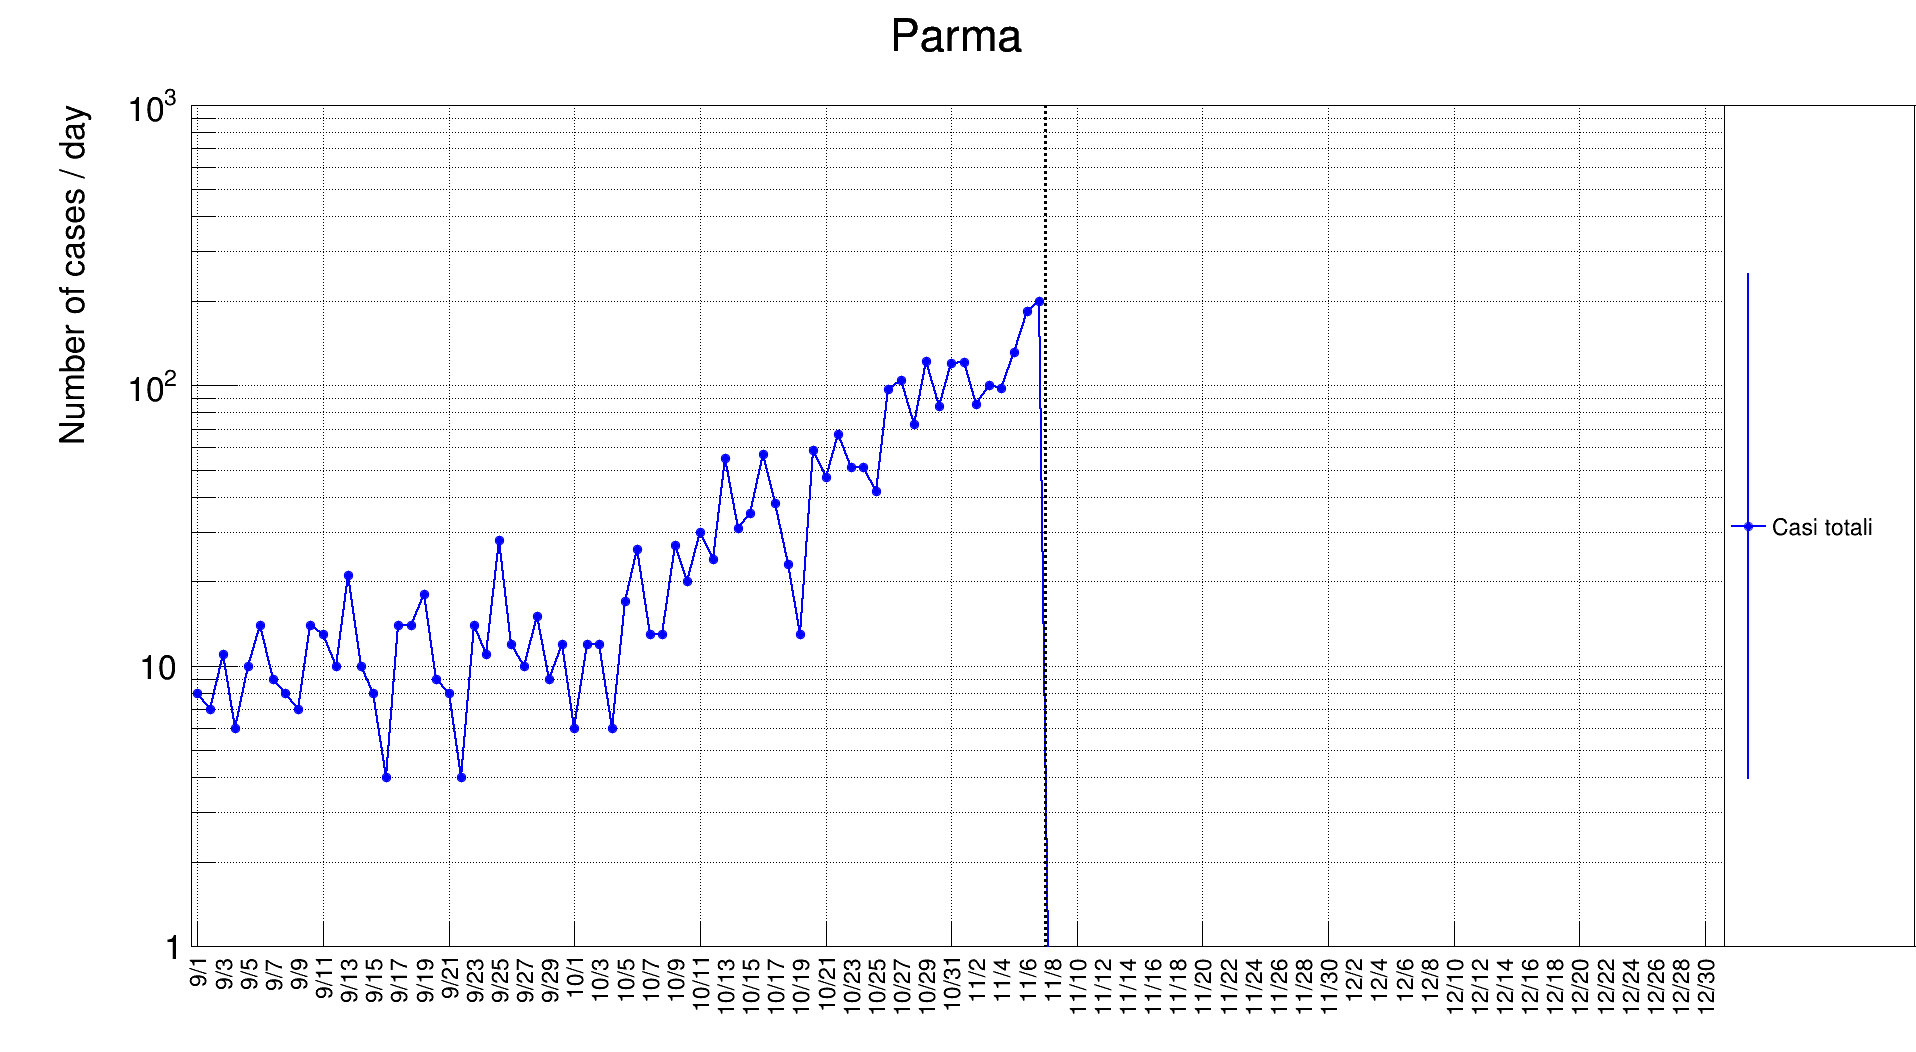 Parma
Number of cases / day
10³
10²
10
1
9/1 9/3 9/5 9/7 9/9 9/11 9/13 9/15 9/17 9/19 9/21 9/23 9/25 9/27 9/29 10/1 10/3 10/5 10/7 10/9 10/11 10/13 10/15 10/17 10/19 10/21 10/23 10/25 10/27 10/29 10/31 11/2 11/4 11/6 11/8 11/10 11/12 11/14 11/16 11/18 11/20 11/22 11/24 11/26 11/28 11/30 12/2 12/4 12/6 12/8 12/10 12/12 12/14 12/16 12/18 12/20 12/22 12/24 12/26 12/28 12/30
Casi totali